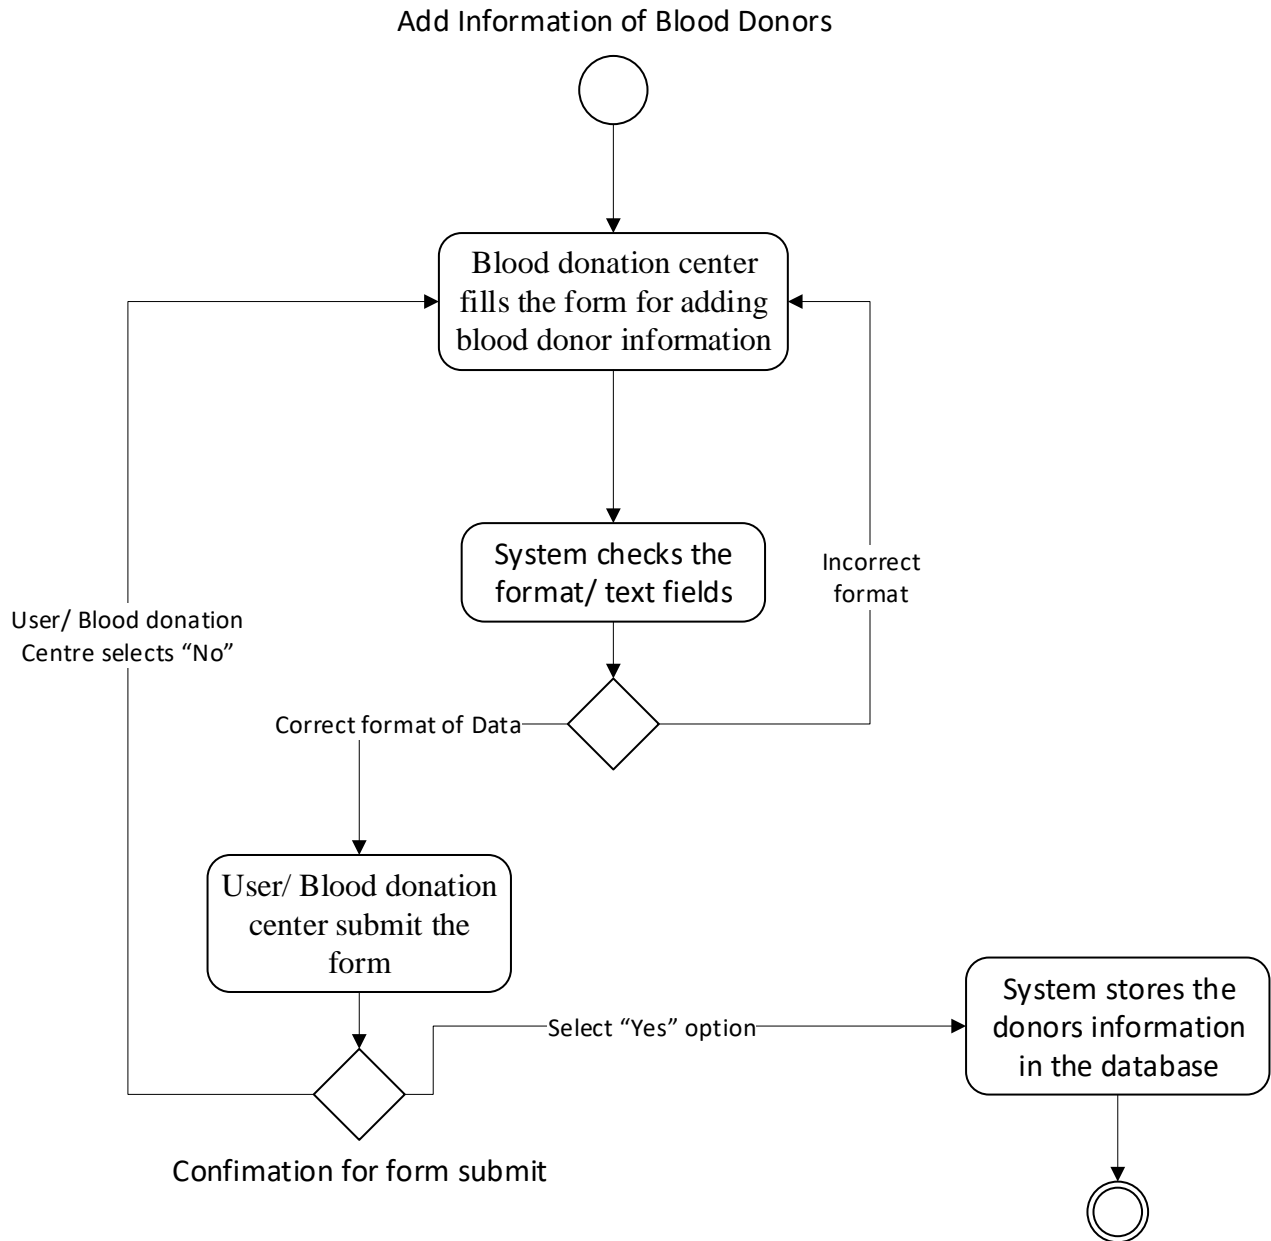 Add Information of Blood Donors
Blood donation center
fills the form for adding
blood donor information
System checks the
format/ text fields
Incorrect
format
User/ Blood donation
Centre selects “No”
Correct format of Data
User/ Blood donation
center submit the
form
Select “Yes” option
System stores the
donors information
in the database
Confimation for form submit